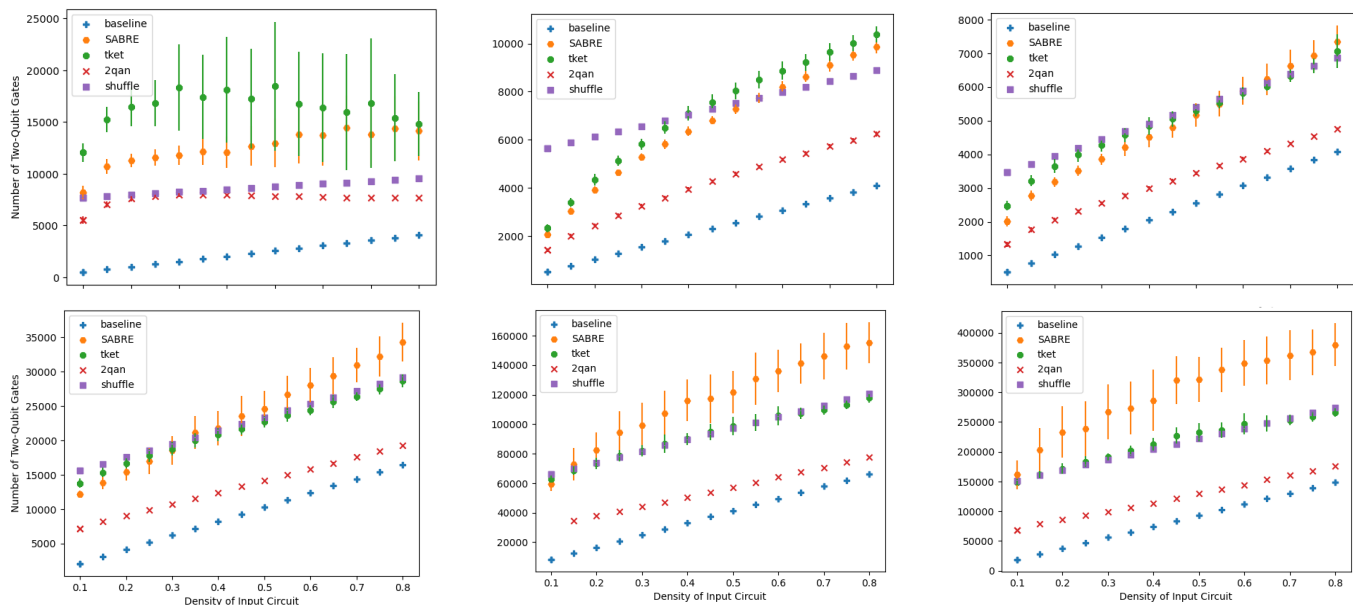 25000
20000
15000
10000
5000
0
Number of Two-Qubit Gates
baseline
SABRE
tket
2qan
shuffle
10000
8000
6000
4000
2000
baseline
SABRE
tket
2qan
shuffle
8000
7000
6000
5000
4000
3000
2000
1000
baseline
SABRE
tket
2qan
shuffle
35000
30000
25000
20000
15000
10000
5000
Number of Two-Qubit Gates
baseline
SABRE
tket
2qan
shuffle
0.1 0.2 0.3 0.4 0.5 0.6 0.7 0.8
Density of Input Circuit
160000
140000
120000
100000
80000
60000
40000
20000
baseline
SABRE
tket
2qan
shuffle
0.1 0.2 0.3 0.4 0.5 0.6 0.7 0.8
Density of Input Circuit
400000
350000
300000
250000
200000
150000
100000
50000
0
baseline
SABRE
tket
2qan
shuffle
0.1 0.2 0.3 0.4 0.5 0.6 0.7 0.8
Density of Input Circuit